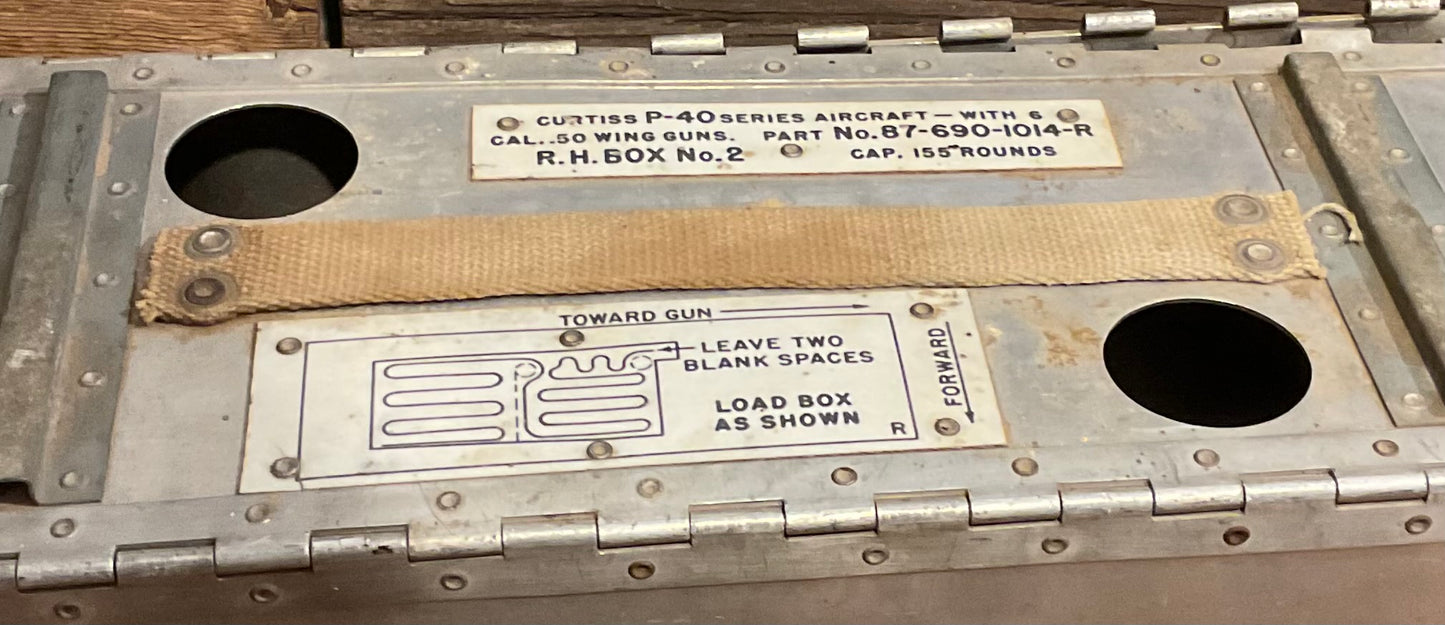 CURTISS P-40 SERIES AIRCRAFT — WITH 6
CAL. .50 WING GUNS. PART No. 87-690-1014-R
R.H. BOX No. 2 CAP. 155 ROUNDS
TOWARD GUN
LEAVE TWO
BLANK SPACES
LOAD BOX
AS SHOWN
R
FORWARD